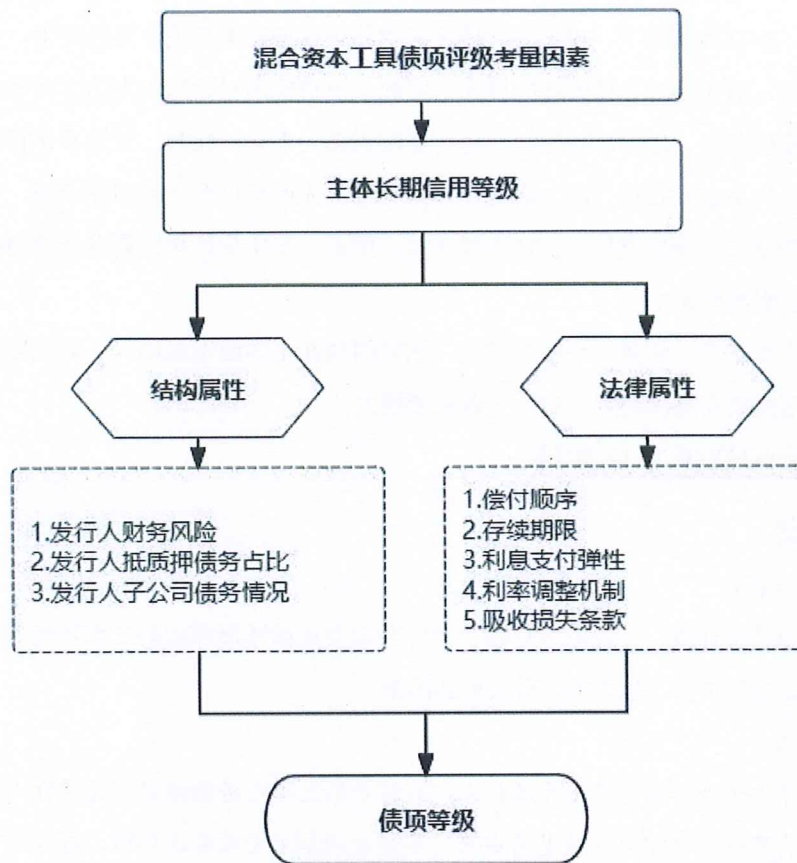 混合资本工具债项评级考量因素
主体长期信用等级
结构属性
法律属性
1.发行人财务风险
2.发行人抵质押债务占比
3.发行人子公司债务情况
1.偿付顺序
2.存续期限
3.利息支付弹性
4.利率调整机制
5.吸收损失条款
债项等级